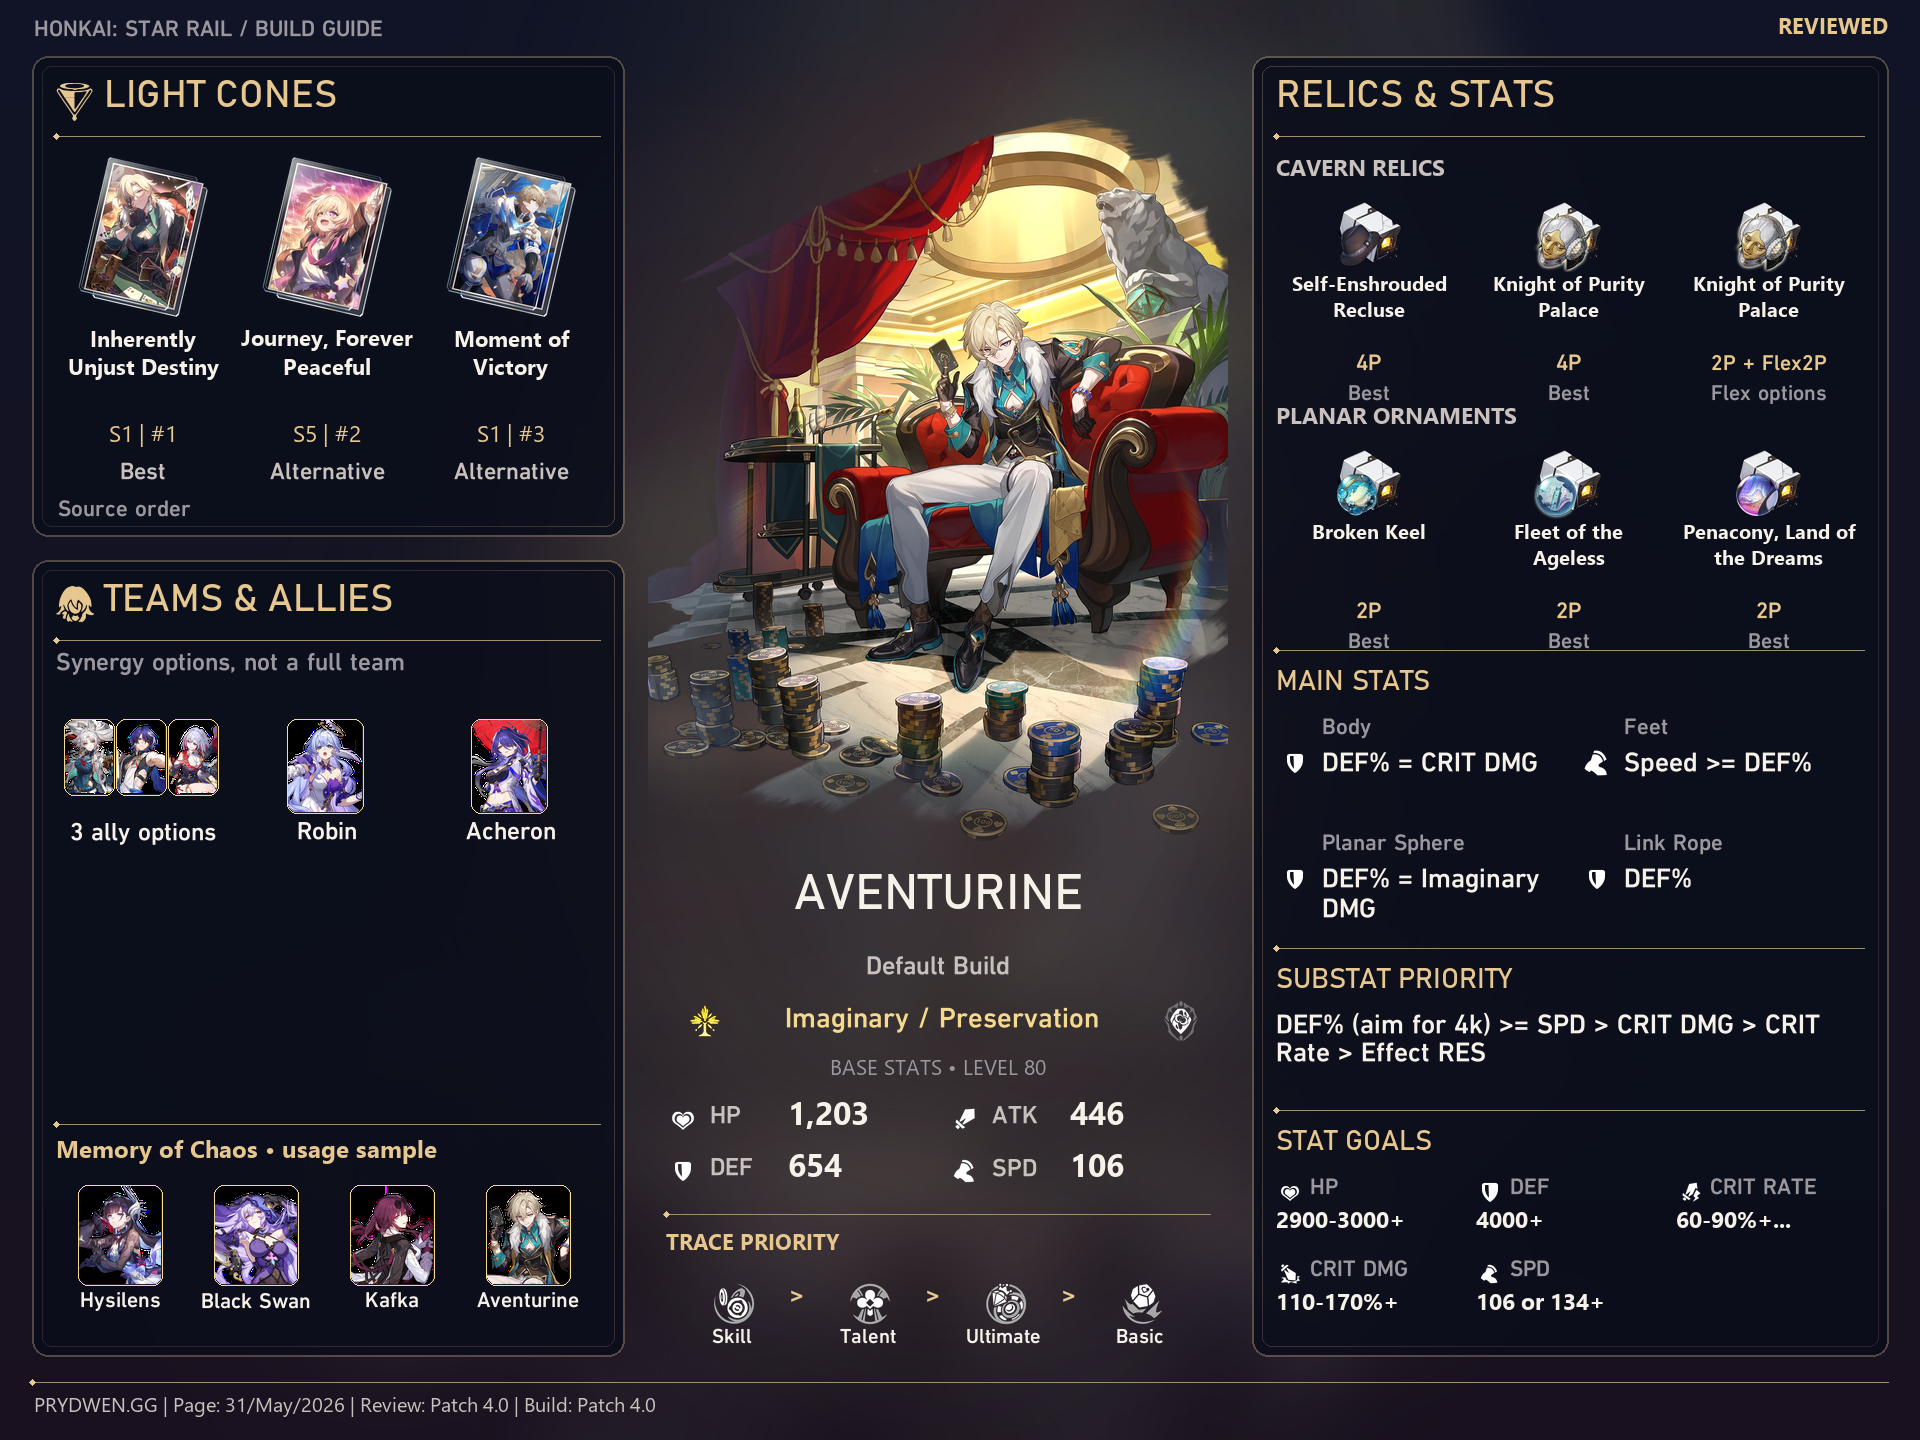 HONKAI: STAR RAIL / BUILD GUIDE
REVIEWED
LIGHT CONES
Inherently
Unjust Destiny
S1 | #1
Best
Journey, Forever
Peaceful
S5 | #2
Alternative
Moment of
Victory
S1 | #3
Alternative
Source order
TEAMS & ALLIES
Synergy options, not a full team
3 ally options
Robin
Acheron
Memory of Chaos • usage sample
Hysilens
Black Swan
Kafka
Aventurine
AVENTURINE
Default Build
Imaginary / Preservation
BASE STATS • LEVEL 80
HP 1,203
ATK 446
DEF 654
SPD 106
TRACE PRIORITY
Skill > Talent > Ultimate > Basic
RELICS & STATS
CAVERN RELICS
Self-Enshrouded
Recluse
4P
Best
Knight of Purity
Palace
4P
Best
Knight of Purity
Palace
2P + Flex2P
Flex options
PLANAR ORNAMENTS
Broken Keel
2P
Best
Fleet of the
Ageless
2P
Best
Penacony, Land of
the Dreams
2P
Best
MAIN STATS
Body
DEF% = CRIT DMG
Feet
Speed >= DEF%
Planar Sphere
DEF% = Imaginary
DMG
Link Rope
DEF%
SUBSTAT PRIORITY
DEF% (aim for 4k) >= SPD > CRIT DMG > CRIT
Rate > Effect RES
STAT GOALS
HP
2900-3000+
DEF
4000+
CRIT RATE
60-90%+...
CRIT DMG
110-170%+
SPD
106 or 134+
PRYDWEN.GG | Page: 31/May/2026 | Review: Patch 4.0 | Build: Patch 4.0